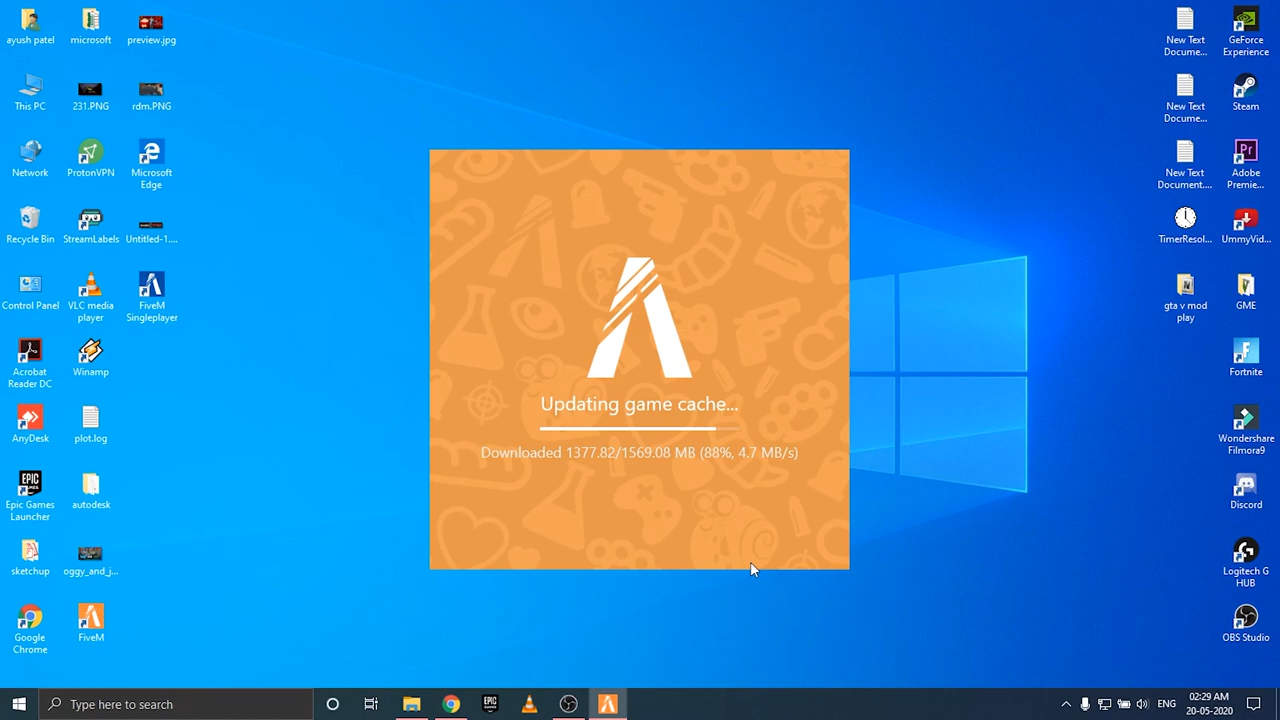 ayush patel
microsoft
preview.jpg
This PC
231.PNG
rdm.PNG
Network
ProtonVPN
Microsoft
Edge
Recycle Bin
StreamLabels
Untitled-1....
Control Panel
VLC media
player
FiveM
Singleplayer
Acrobat
Reader DC
Winamp
AnyDesk
plot.log
EPIC
GAMES
Epic Games
Launcher
autodesk
sketchup
oggy_and_j...
Google
Chrome
FiveM
Updating game cache...
Downloaded 1377.82/1569.08 MB (88%, 4.7 MB/s)
New Text
Docume...
GeForce
Experience
New Text
Docume...
Steam
New Text
Document....
Pr
Adobe
Premie...
TimerResol...
UmmyVid...
gta v mod
play
GME
Fortnite
Wondershare
Filmora9
Discord
Logitech G
HUB
OBS Studio
Type here to search
EPIC
ENG
02:29 AM
20-05-2020